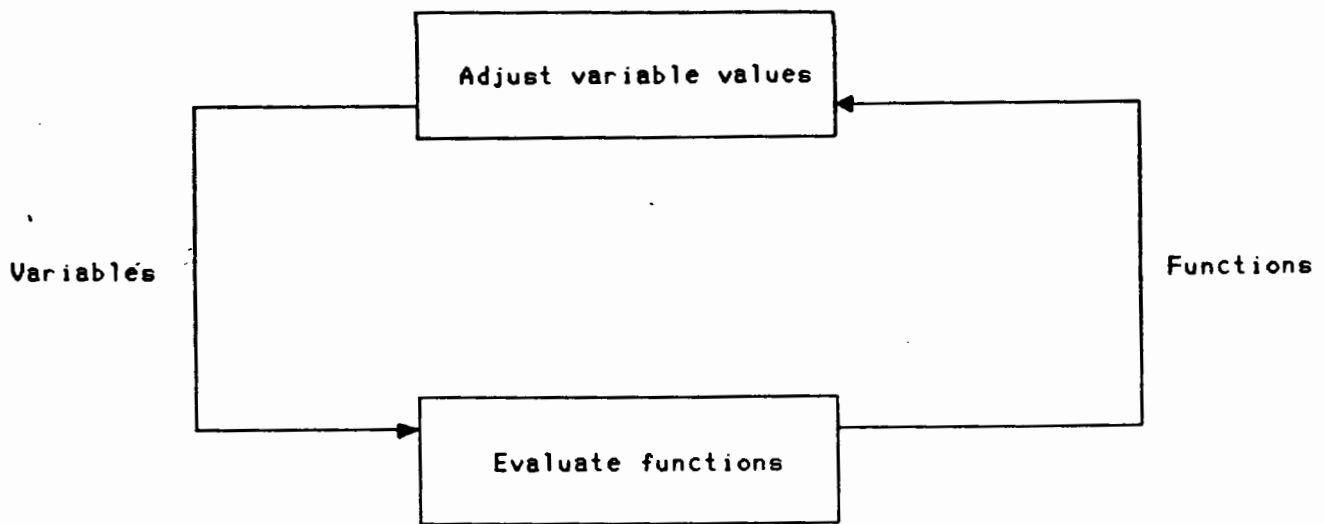 Adjust variable values
Variables
Functions
Evaluate functions